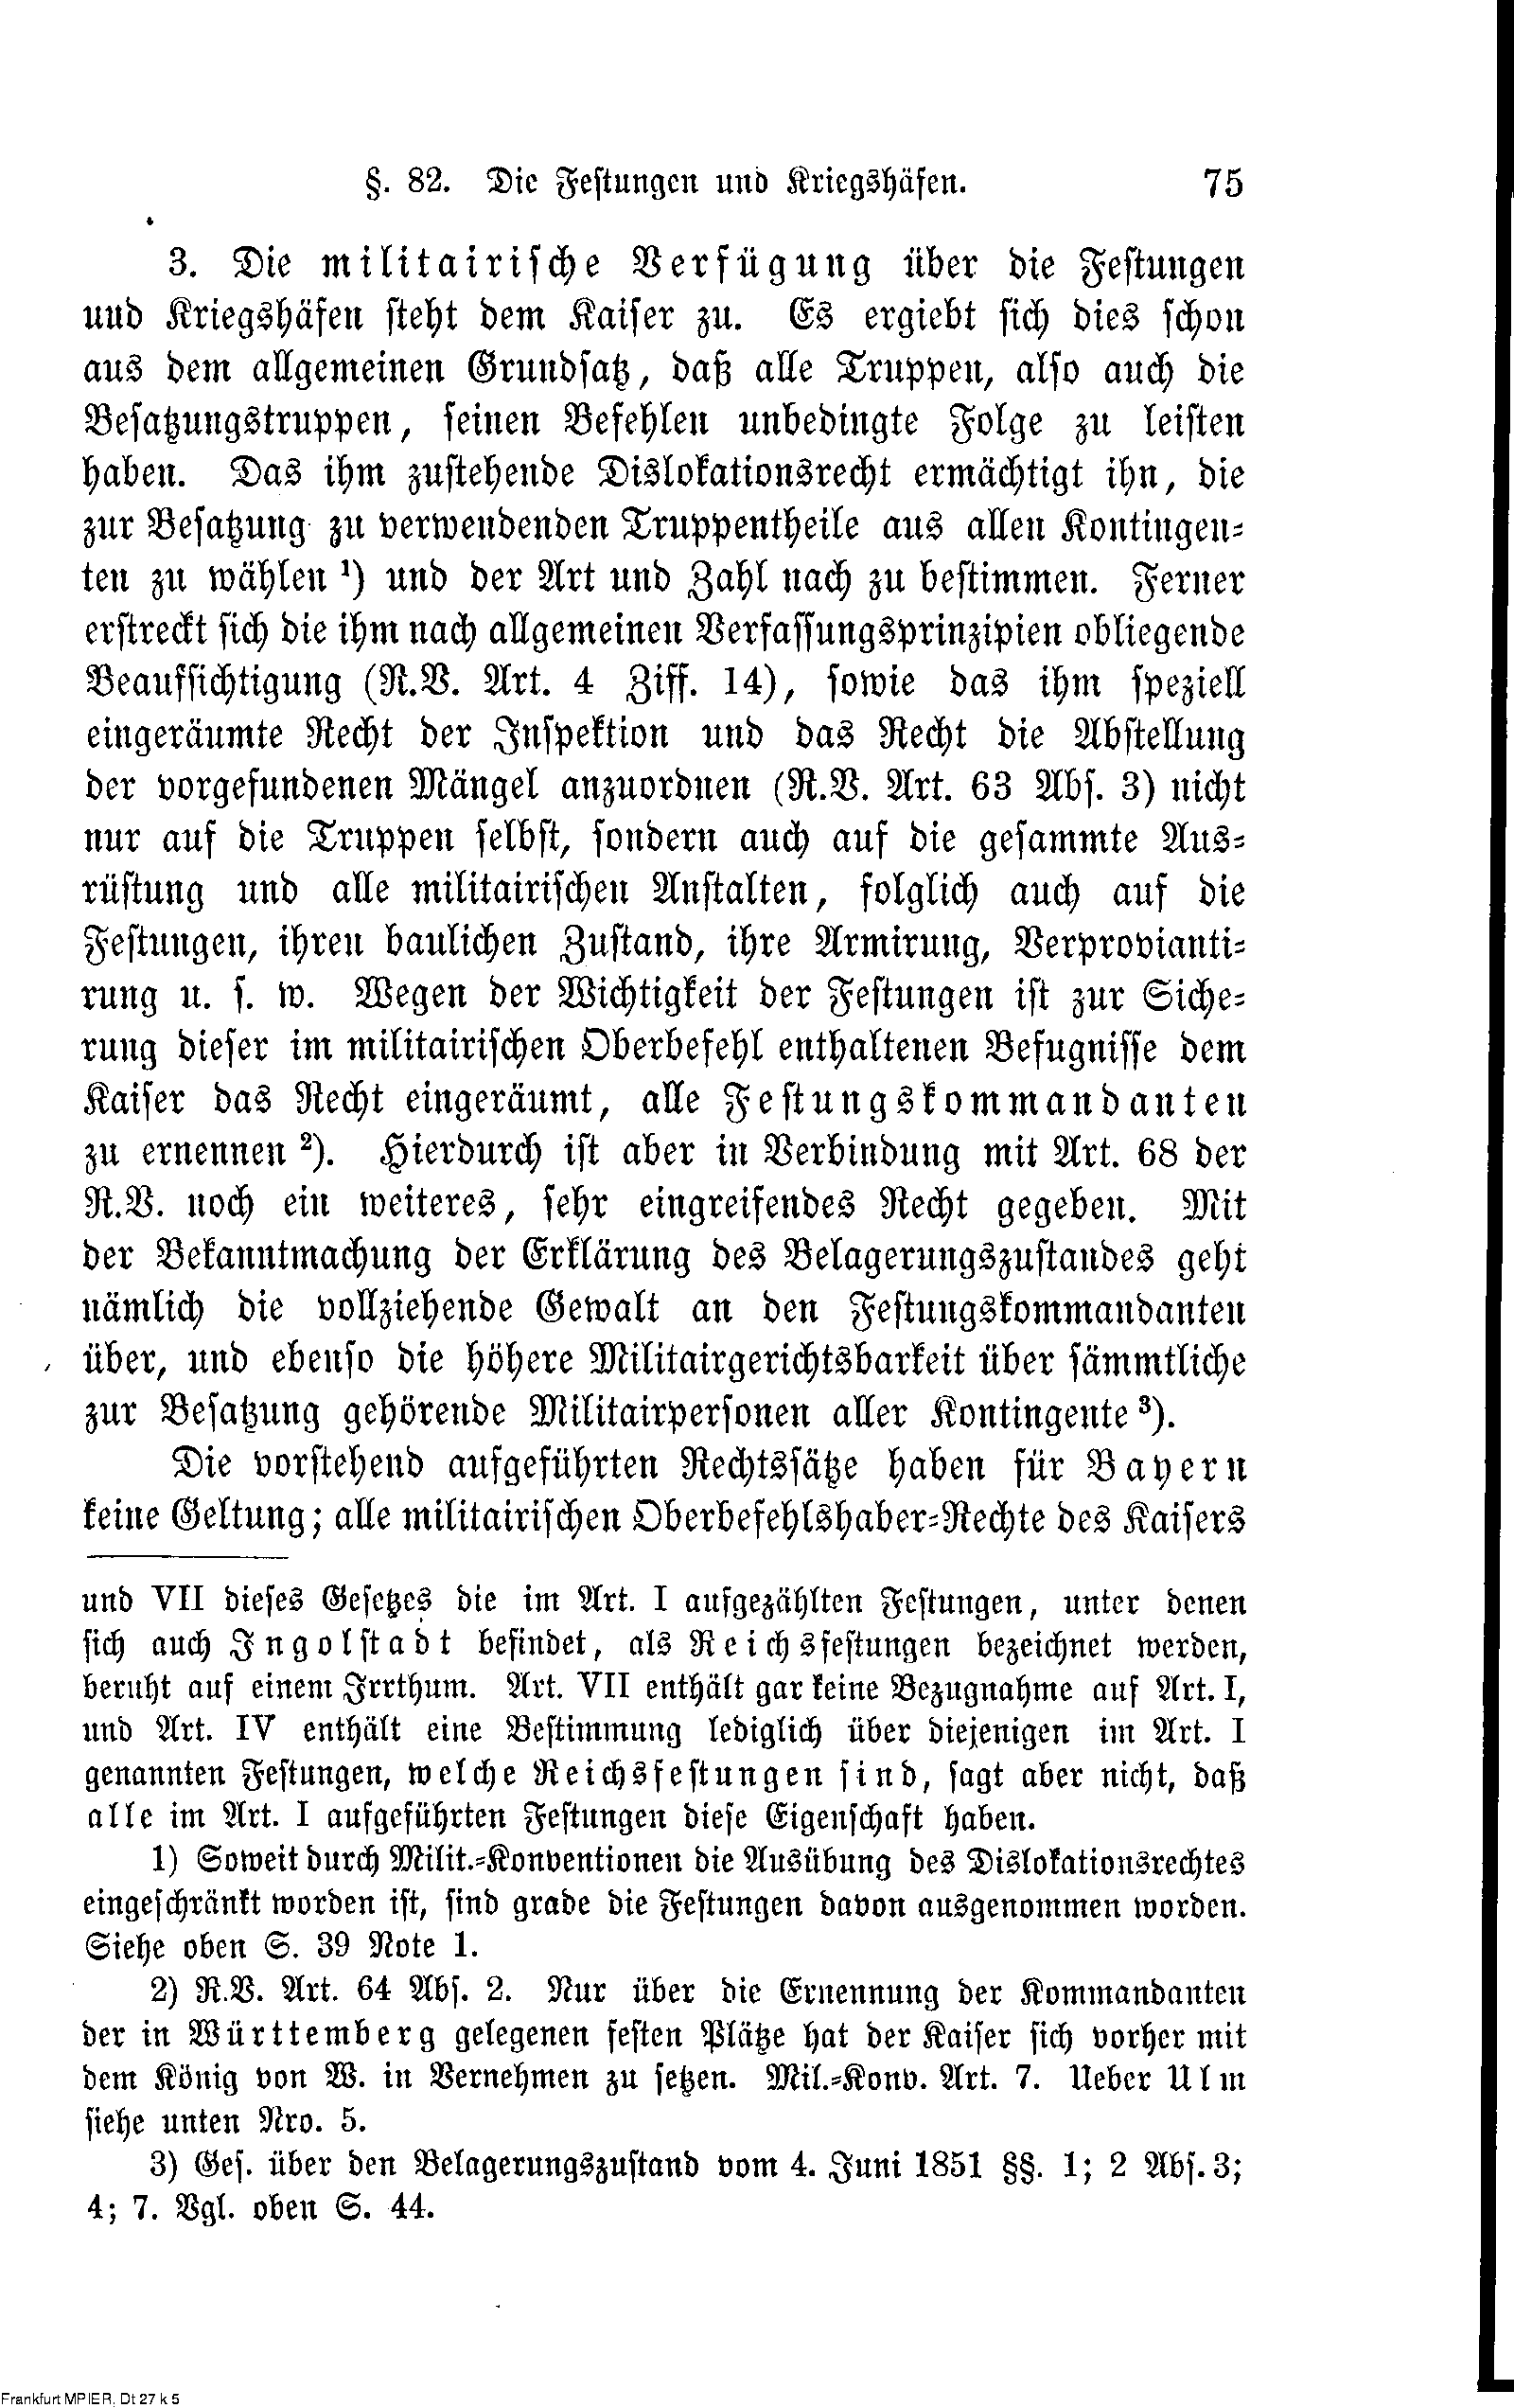 §. 82. Die Festungen und Kriegshäfen. 75
3. Die militairische Verfügung über die Festungen
und Kriegshäfen steht dem Kaiser zu. Es ergiebt sich dies schon
aus dem allgemeinen Grundsatz, daß alle Truppen, also auch die
Besatzungstruppen, seinen Befehlen unbedingte Folge zu leisten
haben. Das ihm zustehende Dislokationsrecht ermächtigt ihn, die
zur Besatzung zu verwendenden Truppentheile aus allen Kontingen-
ten zu wählen ¹) und der Art und Zahl nach zu bestimmen. Ferner
erstreckt sich die ihm nach allgemeinen Verfassungsprinzipien obliegende
Beaufsichtigung (R.V. Art. 4 Ziff. 14), sowie das ihm speziell
eingeräumte Recht der Inspektion und das Recht die Abstellung
der vorgefundenen Mängel anzuordnen (R.V. Art. 63 Abs. 3) nicht
nur auf die Truppen selbst, sondern auch auf die gesammte Aus-
rüstung und alle militairischen Anstalten, folglich auch auf die
Festungen, ihren baulichen Zustand, ihre Armirung, Verprovianti-
rung u. s. w. Wegen der Wichtigkeit der Festungen ist zur Siche-
rung dieser im militairischen Oberbefehl enthaltenen Befugnisse dem
Kaiser das Recht eingeräumt, alle Festungskommandanten
zu ernennen ²). Hierdurch ist aber in Verbindung mit Art. 68 der
R.V. noch ein weiteres, sehr eingreifendes Recht gegeben. Mit
der Bekanntmachung der Erklärung des Belagerungszustandes geht
nämlich die vollziehende Gewalt an den Festungskommandanten
über, und ebenso die höhere Militairgerichtsbarkeit über sämmtliche
zur Besatzung gehörende Militairpersonen aller Kontingente ³).
Die vorstehend aufgeführten Rechtssätze haben für Bayern
keine Geltung; alle militairischen Oberbefehlshaber-Rechte des Kaisers
und VII dieses Gesetzes die im Art. I aufgezählten Festungen, unter denen
sich auch Ingolstadt befindet, als Reichsfestungen bezeichnet werden,
beruht auf einem Irrthum. Art. VII enthält gar keine Bezugnahme auf Art. I,
und Art. IV enthält eine Bestimmung lediglich über diejenigen im Art. I
genannten Festungen, welche Reichsfestungen sind, sagt aber nicht, daß
alle im Art. I aufgeführten Festungen diese Eigenschaft haben.
1) Soweit durch Milit.-Konventionen die Ausübung des Dislokationsrechtes
eingeschränkt worden ist, sind grade die Festungen davon ausgenommen worden.
Siehe oben S. 39 Note 1.
2) R.V. Art. 64 Abs. 2. Nur über die Ernennung der Kommandanten
der in Württemberg gelegenen festen Plätze hat der Kaiser sich vorher mit
dem König von W. in Vernehmen zu setzen. Mil.-Konv. Art. 7. Ueber Ulm
siehe unten Nro. 5.
3) Ges. über den Belagerungszustand vom 4. Juni 1851 §§. 1; 2 Abs. 3;
4; 7. Vgl. oben S. 44.
Frankfurt MPIER, Dt 27 k 5